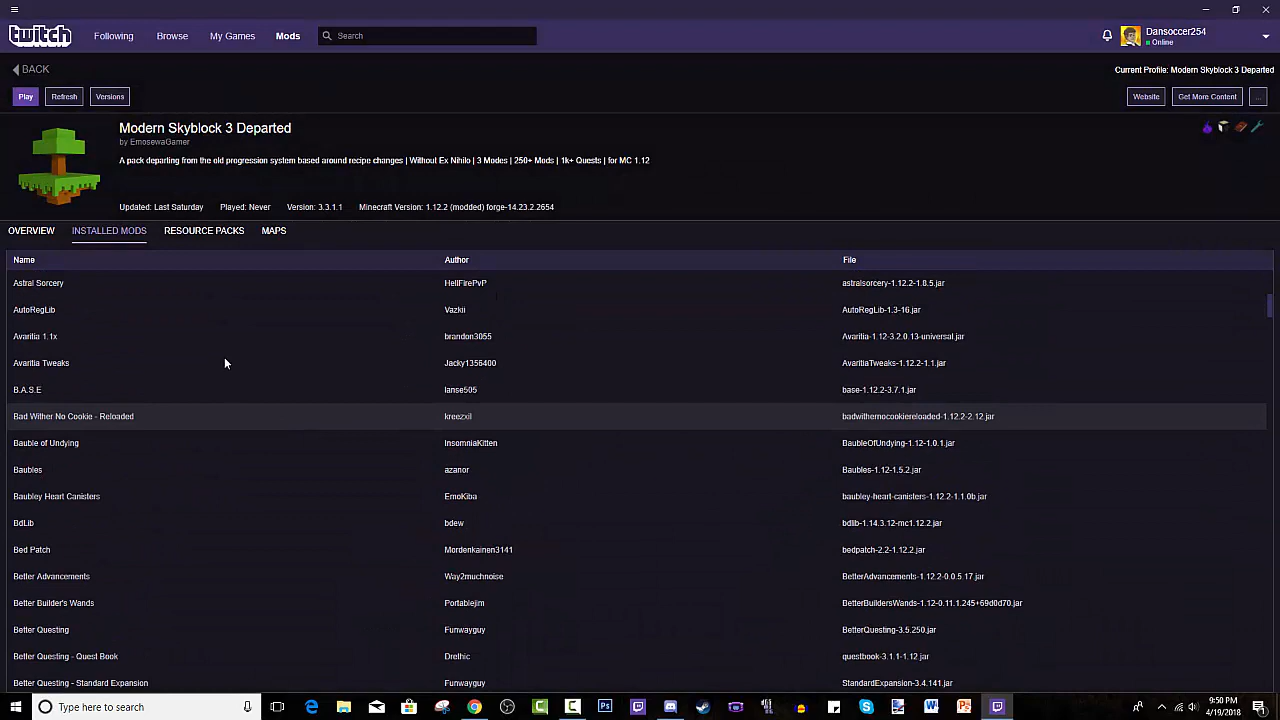 twitch
Following Browse My Games Mods Search Dansoccer254
Online
BACK Current Profile: Modern Skyblock 3 Departed
Play Refresh Versions Website Get More Content ...
Modern Skyblock 3 Departed
by EmosewaGamer
A pack departing from the old progression system based around recipe changes | Without Ex Nihilo | 3 Modes | 250+ Mods | 1k+ Quests | for MC 1.12
Updated: Last Saturday Played: Never Version: 3.3.1.1 Minecraft Version: 1.12.2 (modded) forge-14.23.2.2654
OVERVIEW INSTALLED MODS RESOURCE PACKS MAPS
Name Author File
Astral Sorcery HellFirePvP astralsorcery-1.12.2-1.8.5.jar
AutoRegLib Vazkii AutoRegLib-1.3-16.jar
Avaritia 1.1x brandon3055 Avaritia-1.12-3.2.0.13-universal.jar
Avaritia Tweaks Jacky1356400 AvaritiaTweaks-1.12.2-1.1.jar
B.A.S.E lanse505 base-1.12.2-3.7.1.jar
Bad Wither No Cookie - Reloaded kreezxil badwithernocookiereloaded-1.12.2-2.12.jar
Bauble of Undying InsomniaKitten BaubleOfUndying-1.12-1.0.1.jar
Baubles azanor Baubles-1.12-1.5.2.jar
Baubley Heart Canisters EmoKiba baubley-heart-canisters-1.12.2-1.1.0b.jar
BdLib bdew bdlib-1.14.3.12-mc1.12.2.jar
Bed Patch Mordenkainen3141 bedpatch-2.2-1.12.2.jar
Better Advancements Way2muchnoise BetterAdvancements-1.12.2-0.0.5.17.jar
Better Builder's Wands Portablejim BetterBuildersWands-1.12-0.11.1.245+69d0d70.jar
Better Questing Funwayguy BetterQuesting-3.5.250.jar
Better Questing - Quest Book Drethic questbook-3.1.1-1.12.jar
Better Questing - Standard Expansion Funwayguy StandardExpansion-3.4.141.jar
Type here to search 9:50 PM
4/19/2018